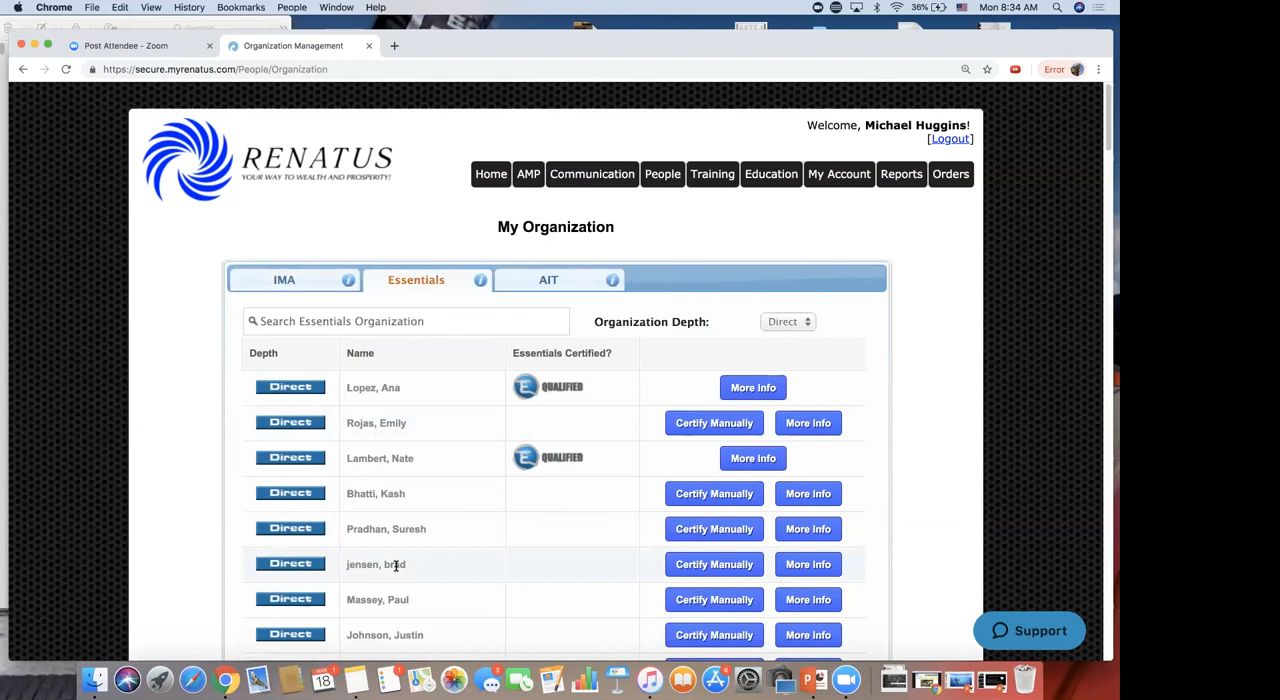 Chrome File Edit View History Bookmarks People Window Help 36% Mon 8:34 AM
Post Attendee - Zoom Organization Management
https://secure.myrenatus.com/People/Organization Error
Welcome, Michael Huggins!
[Logout]
RENATUS
YOUR WAY TO WEALTH AND PROSPERITY!
Home AMP Communication People Training Education My Account Reports Orders
My Organization
IMA Essentials AIT
Search Essentials Organization Organization Depth: Direct
Depth Name Essentials Certified?
Direct Lopez, Ana E QUALIFIED More Info
Direct Rojas, Emily Certify Manually More Info
Direct Lambert, Nate E QUALIFIED More Info
Direct Bhatti, Kash Certify Manually More Info
Direct Pradhan, Suresh Certify Manually More Info
Direct jensen, brad Certify Manually More Info
Direct Massey, Paul Certify Manually More Info
Direct Johnson, Justin Certify Manually More Info
Support